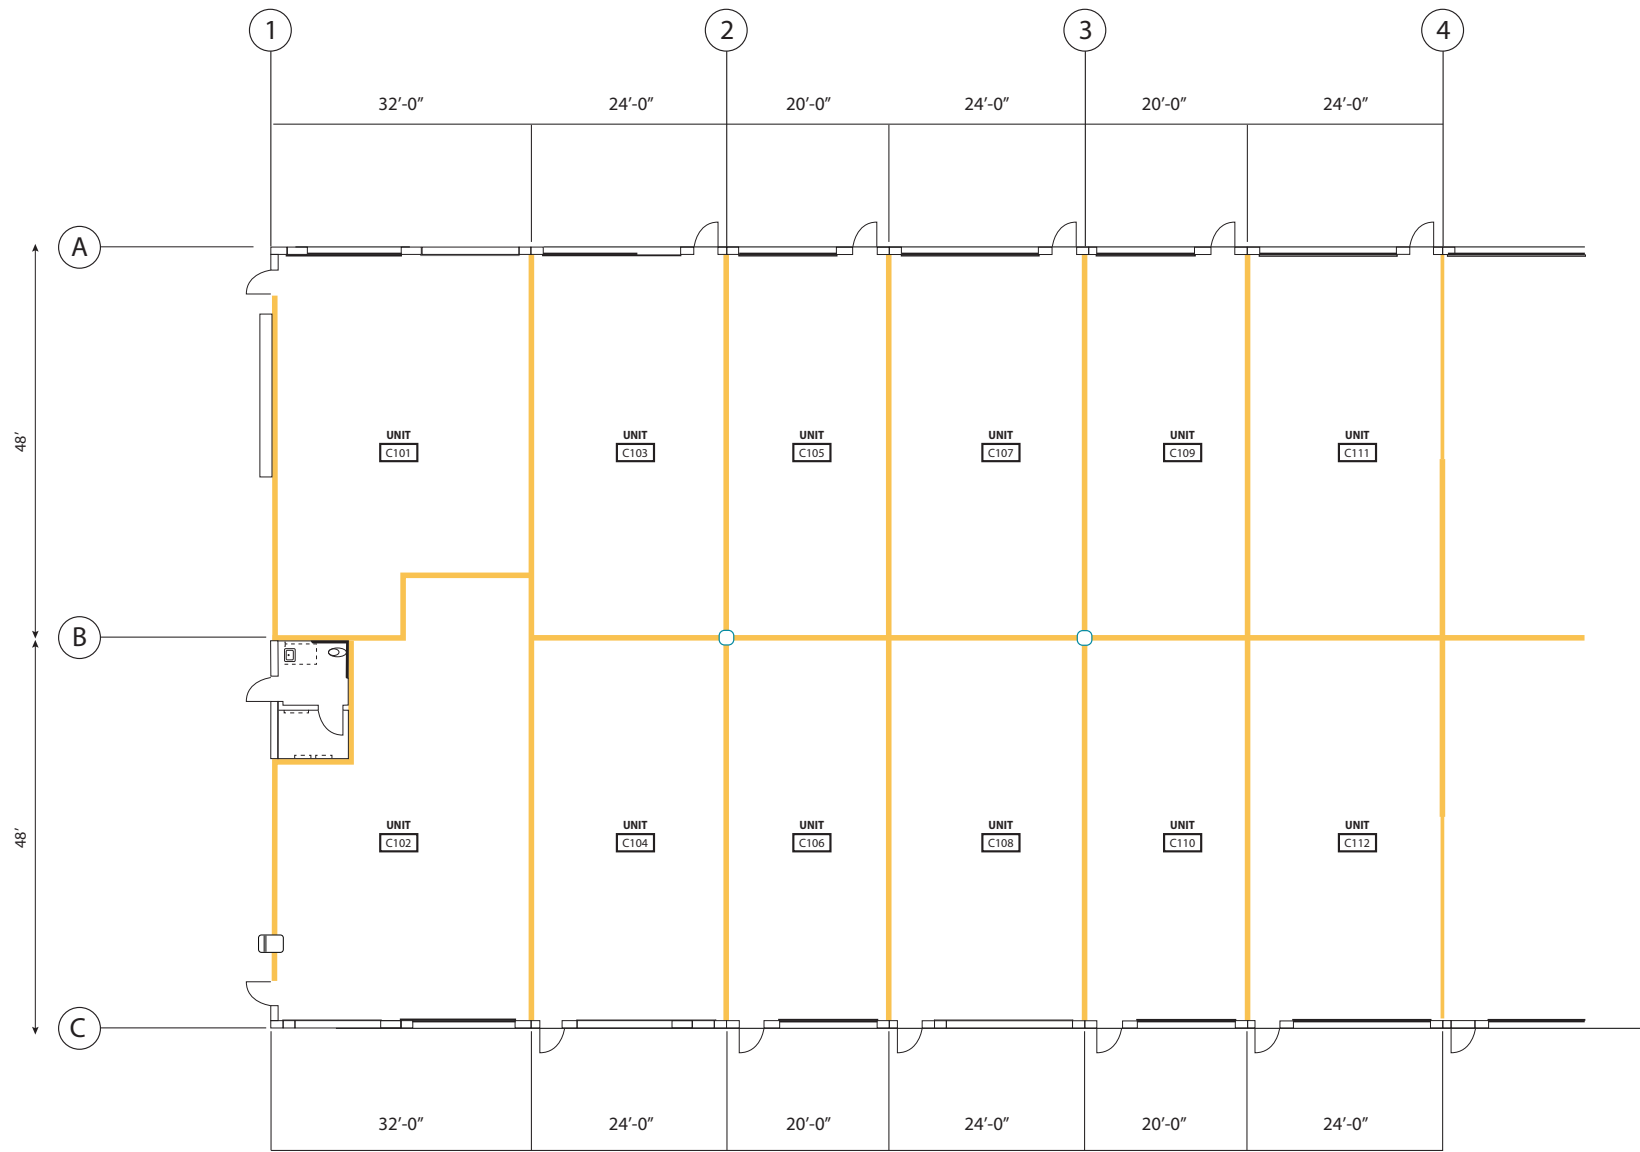 1 2 3 4
32’-0” 24’-0” 20’-0” 24’-0” 20’-0” 24’-0”
A
48’
UNIT UNIT UNIT UNIT UNIT UNIT
C101 C103 C105 C107 C109 C111
B
48’
UNIT UNIT UNIT UNIT UNIT UNIT
C102 C104 C106 C108 C110 C112
C
32’-0” 24’-0” 20’-0” 24’-0” 20’-0” 24’-0”